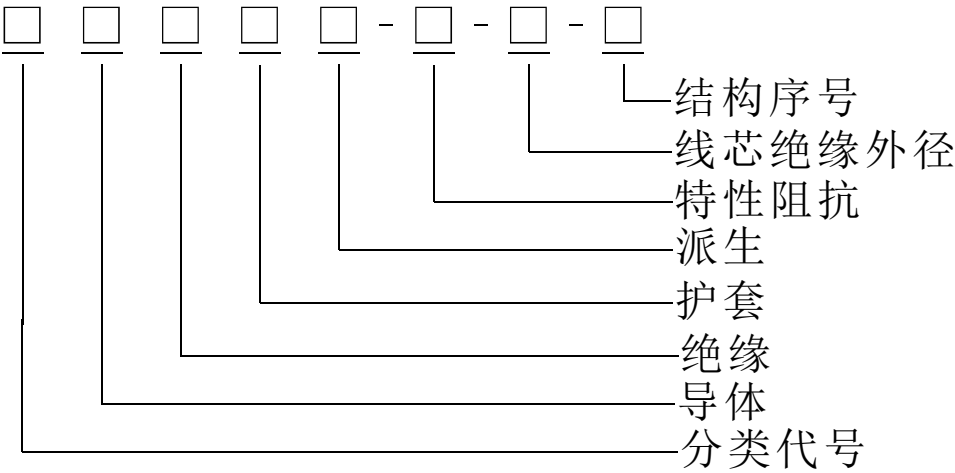 □ □ □ □ □ - □ - □ - □
结构序号
线芯绝缘外径
特性阻抗
派生
护套
绝缘
导体
分类代号